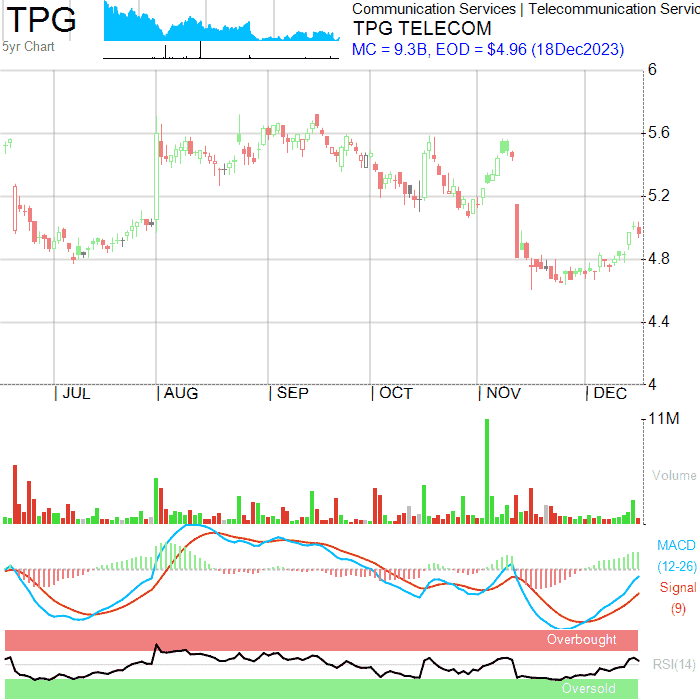 TPG
5yr Chart
Communication Services | Telecommunication Servic
TPG TELECOM
MC = 9.3B, EOD = $4.96 (18Dec2023)
6
5.6
5.2
4.8
4.4
4
| JUL | AUG | SEP | OCT | NOV | DEC
11M
Volume
MACD
(12-26)
Signal
(9)
Overbought
RSI(14)
Oversold